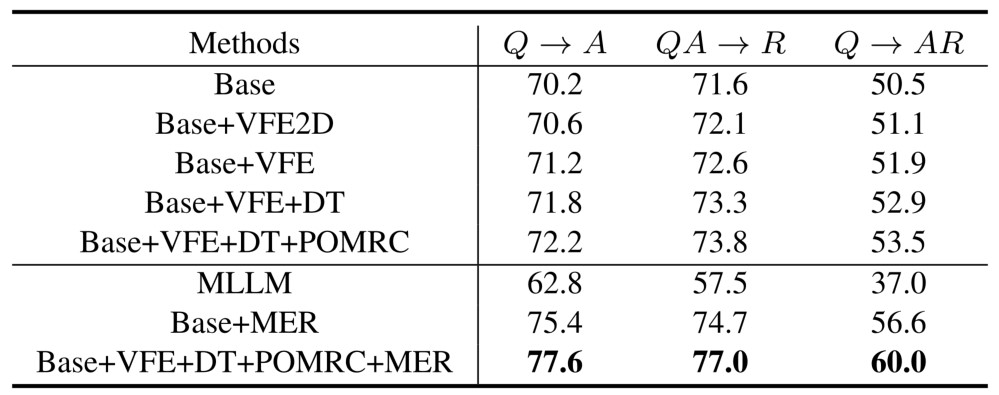 Methods Q → A QA → R Q → AR
Base 70.2 71.6 50.5
Base+VFE2D 70.6 72.1 51.1
Base+VFE 71.2 72.6 51.9
Base+VFE+DT 71.8 73.3 52.9
Base+VFE+DT+POMRC 72.2 73.8 53.5
MLLM 62.8 57.5 37.0
Base+MER 75.4 74.7 56.6
Base+VFE+DT+POMRC+MER 77.6 77.0 60.0